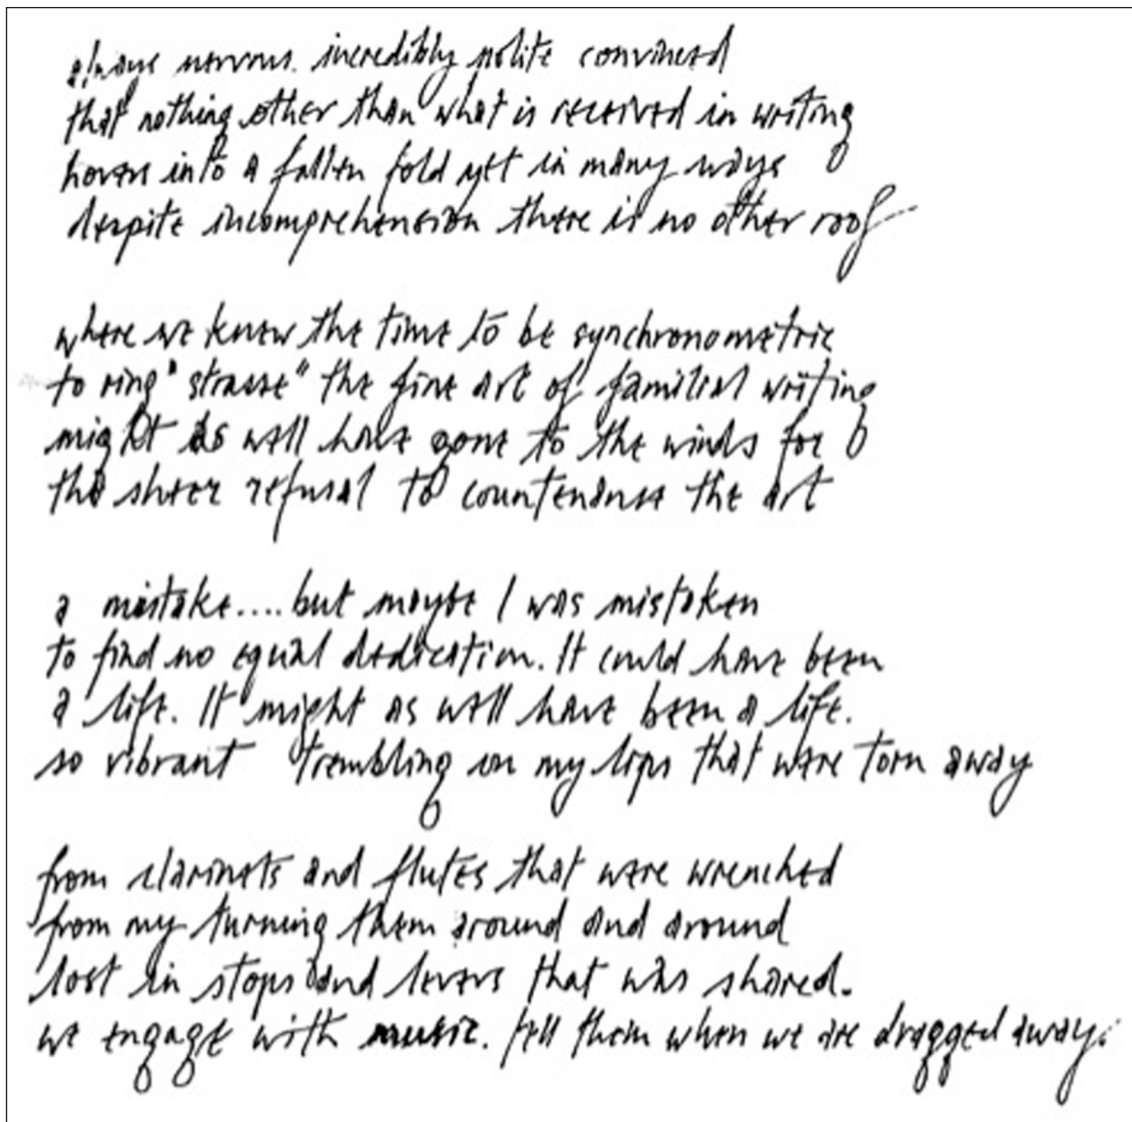 always nervous. incredibly polite convinced
that nothing other than what is received in writing
hovers into a fallen fold yet in many ways
despite incomprehension there is no other roof
where we knew the time to be synchronometric
to ring "strasse" the fine art of familial writing
might as well have gone to the winds for
the sheer refusal to countenance the art
a mistake....but maybe I was mistaken
to find no equal dedication. It could have been
a life. It might as well have been a life.
so vibrant trembling on my lips that were torn away
from clarinets and flutes that were wrenched
from my turning them around and around
lost in stops and levers that was shared.
we engage with music. tell them when we are dragged away.